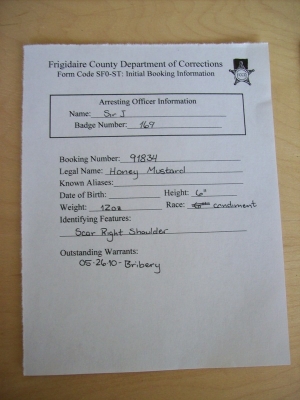 Frigidaire County Department of Corrections
Form Code SF0-ST: Initial Booking Information
Arresting Officer Information
Name: Sir J
Badge Number: 169
Booking Number: 91834
Legal Name: Honey Mustard
Known Aliases:
Date of Birth: Height: 6"
Weight: 12oz Race: condiment
Identifying Features:
Scar Right Shoulder
Outstanding Warrants:
05-26-10 - Bribery